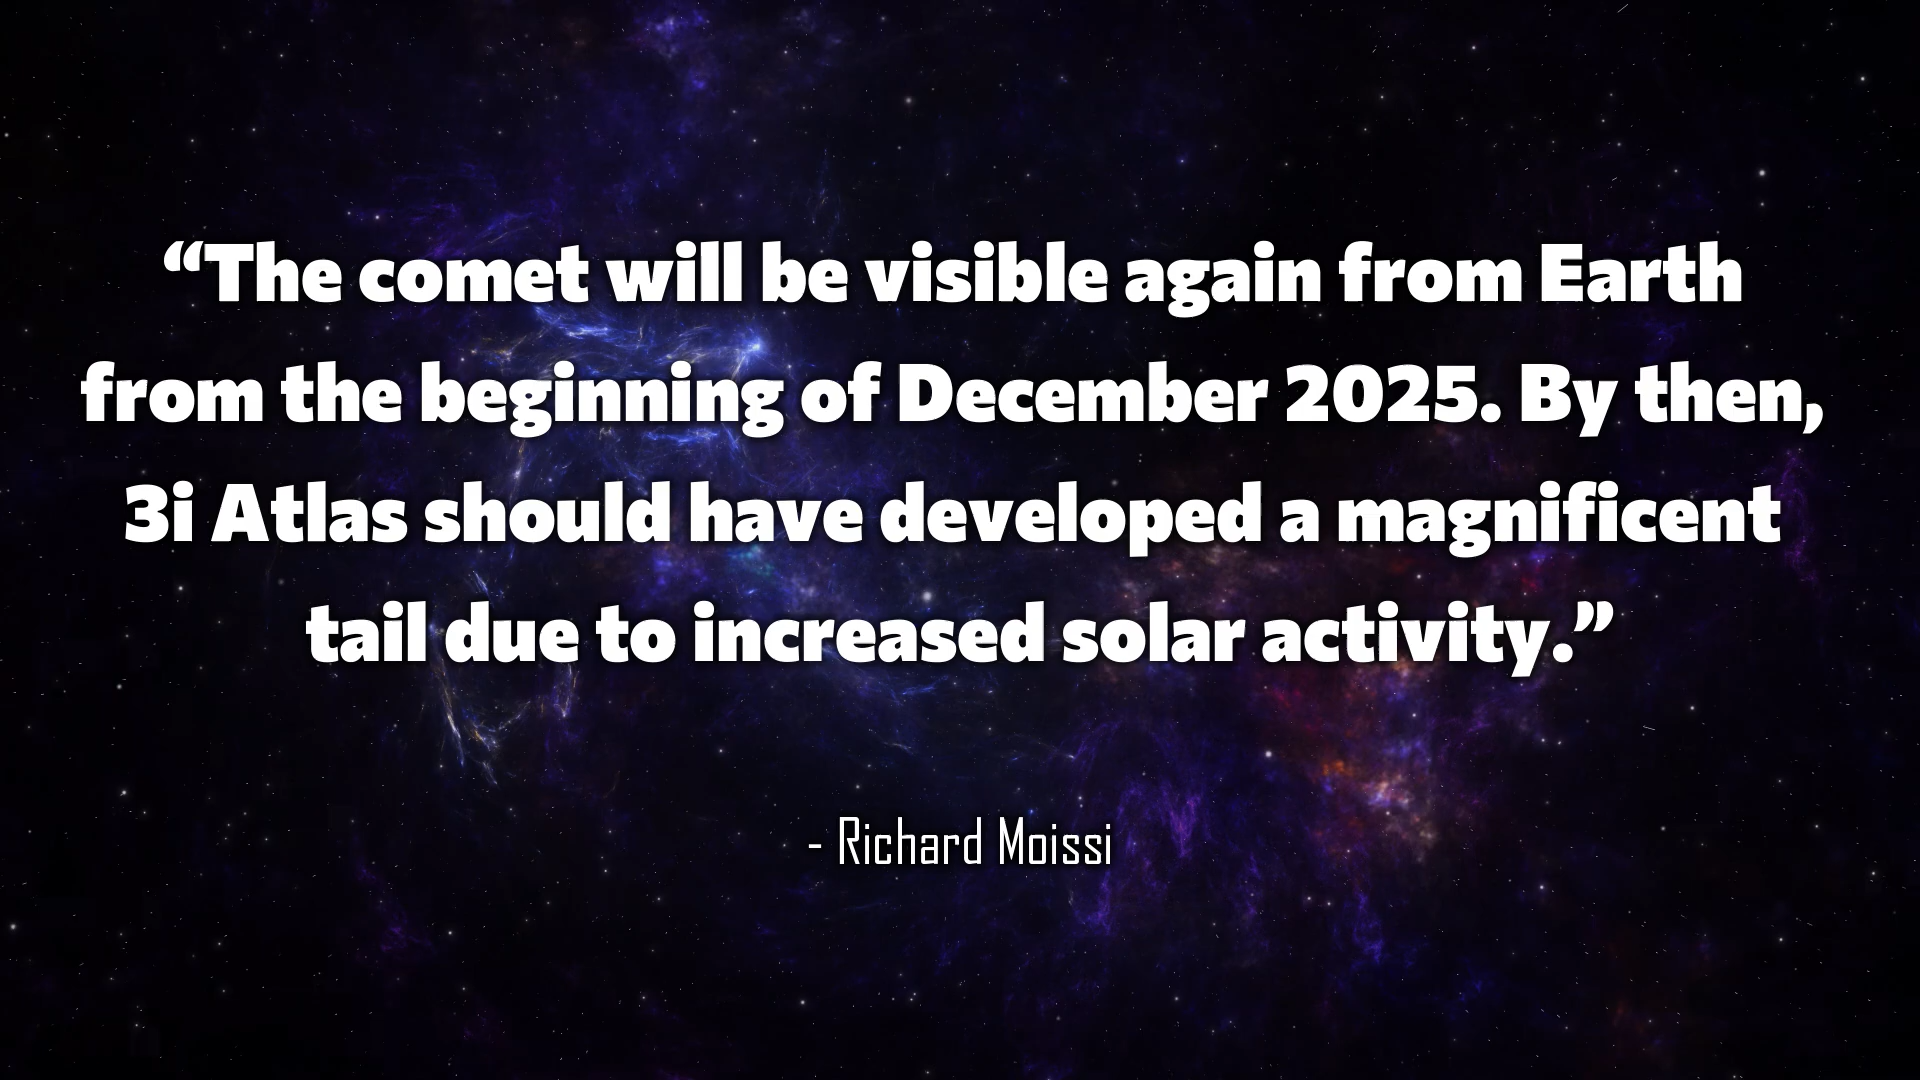 “The comet will be visible again from Earth
from the beginning of December 2025. By then,
3i Atlas should have developed a magnificent
tail due to increased solar activity.”
- Richard Moissi